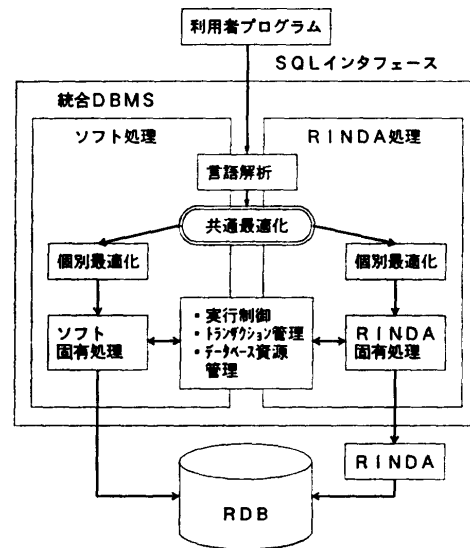 利用者プログラム
SQLインタフェース
統合DBMS
ソフト処理
RINDA処理
言語解析
共通最適化
個別最適化
個別最適化
ソフト
固有処理
・実行制御
・トランザクション管理
・データベース資源
管理
RINDA
固有処理
RINDA
RDB